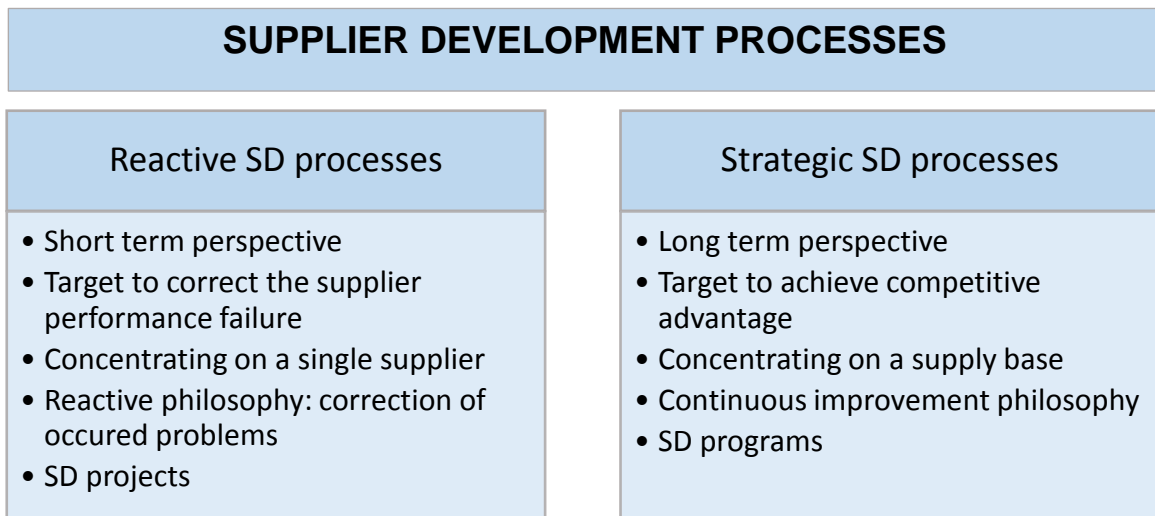 SUPPLIER DEVELOPMENT PROCESSES
Reactive SD processes
• Short term perspective
• Target to correct the supplier
performance failure
• Concentrating on a single supplier
• Reactive philosophy: correction of
occured problems
• SD projects
Strategic SD processes
• Long term perspective
• Target to achieve competitive
advantage
• Concentrating on a supply base
• Continuous improvement philosophy
• SD programs